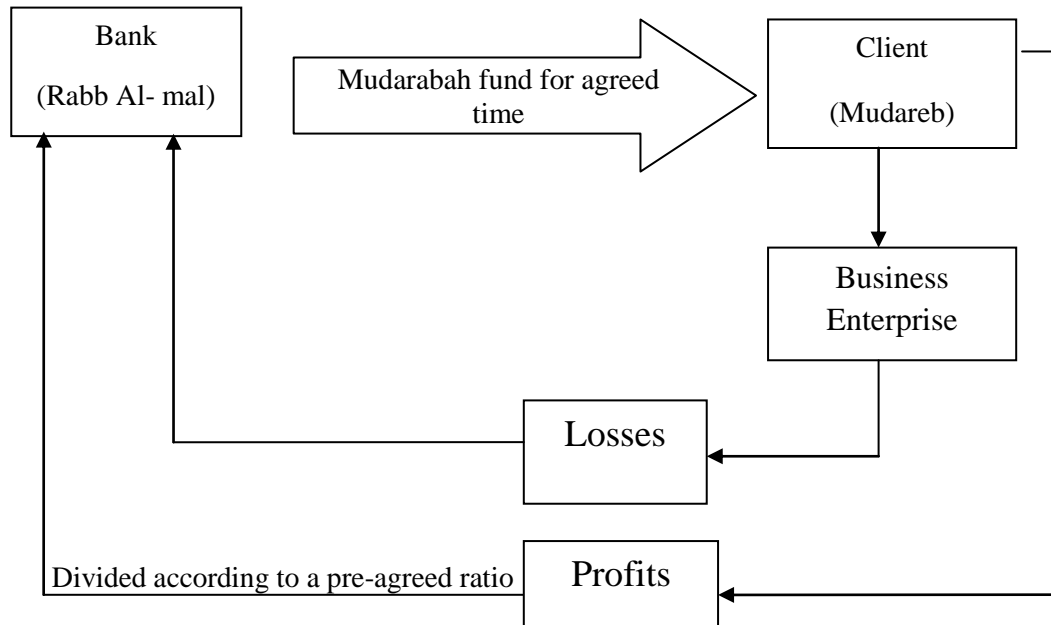 Bank
(Rabb Al- mal)
Mudarabah fund for agreed
time
Client
(Mudareb)
Business
Enterprise
Losses
Divided according to a pre-agreed ratio
Profits